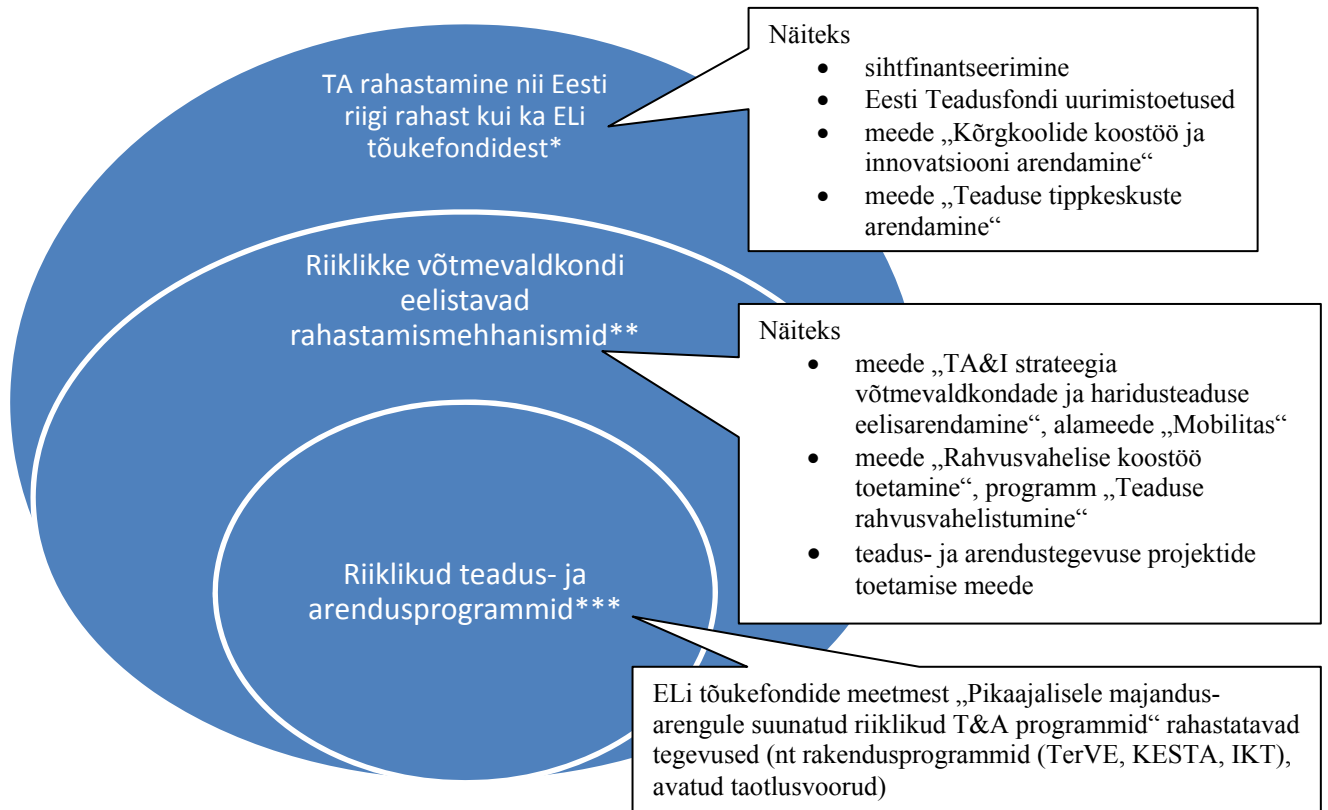 TA rahastamine nii Eesti
riigi rahast kui ka ELi
tõukefondidest*
Näiteks
• sihtfinantseerimine
• Eesti Teadusfondi uurimistoetused
• meede „Kõrgkoolide koostöö ja
innovatsiooni arendamine“
• meede „Teaduse tippkeskuste
arendamine“
Riiklikke võtmevaldkondi
eelistavad
rahastamismehhanismid**
Näiteks
• meede „TA&I strateegia
võtmevaldkondade ja haridusteaduse
eelisarendamine“, alameede „Mobilitas“
• meede „Rahvusvahelise koostöö
toetamine“, programm „Teaduse
rahvusvahelistumine“
• teadus- ja arendustegevuse projektide
toetamise meede
Riiklikud teadus- ja
arendusprogrammid***
ELi tõukefondide meetmest „Pikaajalisele majandus-
arengule suunatud riiklikud T&A programmid“ rahastatavad
tegevused (nt rakendusprogrammid (TerVE, KESTA, IKT),
avatud taotlusvoorud)